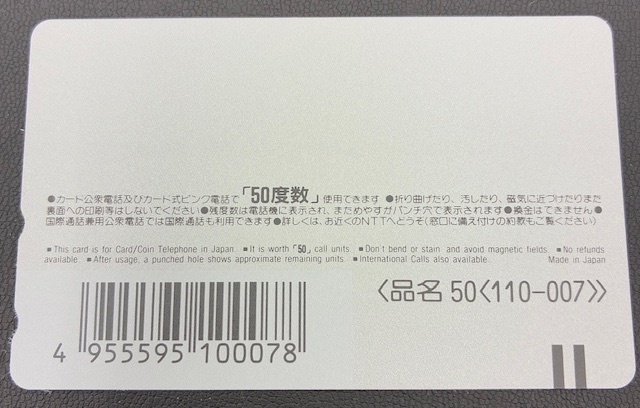 ●カード公衆電話及びカード式ピンク電話で「50度数」使用できます ●折り曲げたり、汚したり、磁気に近づけたりまた
裏面への印刷等はしないでください●残度数は電話機に表示され、まためやすがパンチ穴で表示されます●換金はできません●
国際通話兼用公衆電話では国際通話も利用できます●詳しくは、お近くのNTTへどうぞ(窓口に備え付けの約款もご覧ください)
■This card is for Card/Coin Telephone in Japan. ■It is worth「50」call units ■Don't bend or stain and avoid magnetic fields. ■No refunds
available. ■After usage, a punched hole shows approximate remaining units. ■International Calls also available. Made in Japan
〈品名 50〈110-007〉〉
4 955595 100078